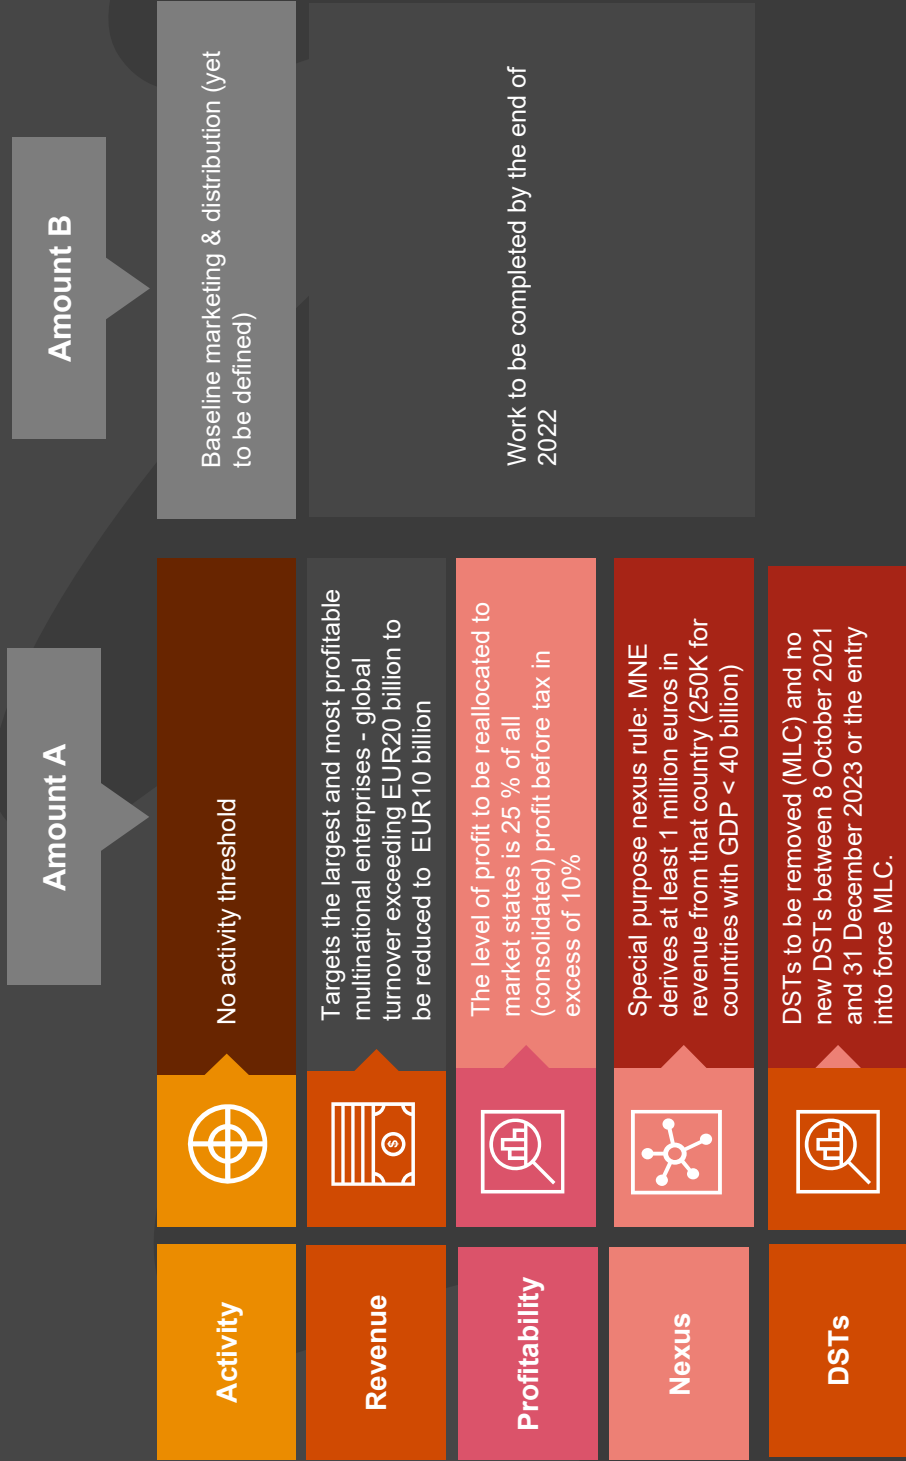 Amount A
Amount B
Activity
No activity threshold
Baseline marketing & distribution (yet
to be defined)
Revenue
Targets the largest and most profitable
multinational enterprises - global
turnover exceeding EUR20 billion to
be reduced to  EUR10 billion
Work to be completed by the end of
2022
Profitability
The level of profit to be reallocated to
market states is 25 % of all
(consolidated) profit before tax in
excess of 10%
Nexus
Special purpose nexus rule: MNE
derives at least 1 million euros in
revenue from that country (250K for
countries with GDP < 40 billion)
DSTs
DSTs to be removed (MLC) and no
new DSTs between 8 October 2021
and 31 December 2023 or the entry
into force MLC.
$